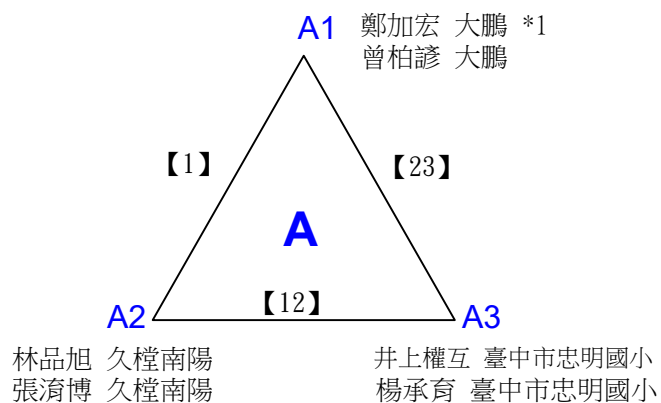 A1
鄭加宏 大鵬 *1
曾柏諺 大鵬
【1】
【23】
A
【12】
A2
A3
林品旭 久樘南陽
張淯博 久樘南陽
井上權互 臺中市忠明國小
楊承育 臺中市忠明國小